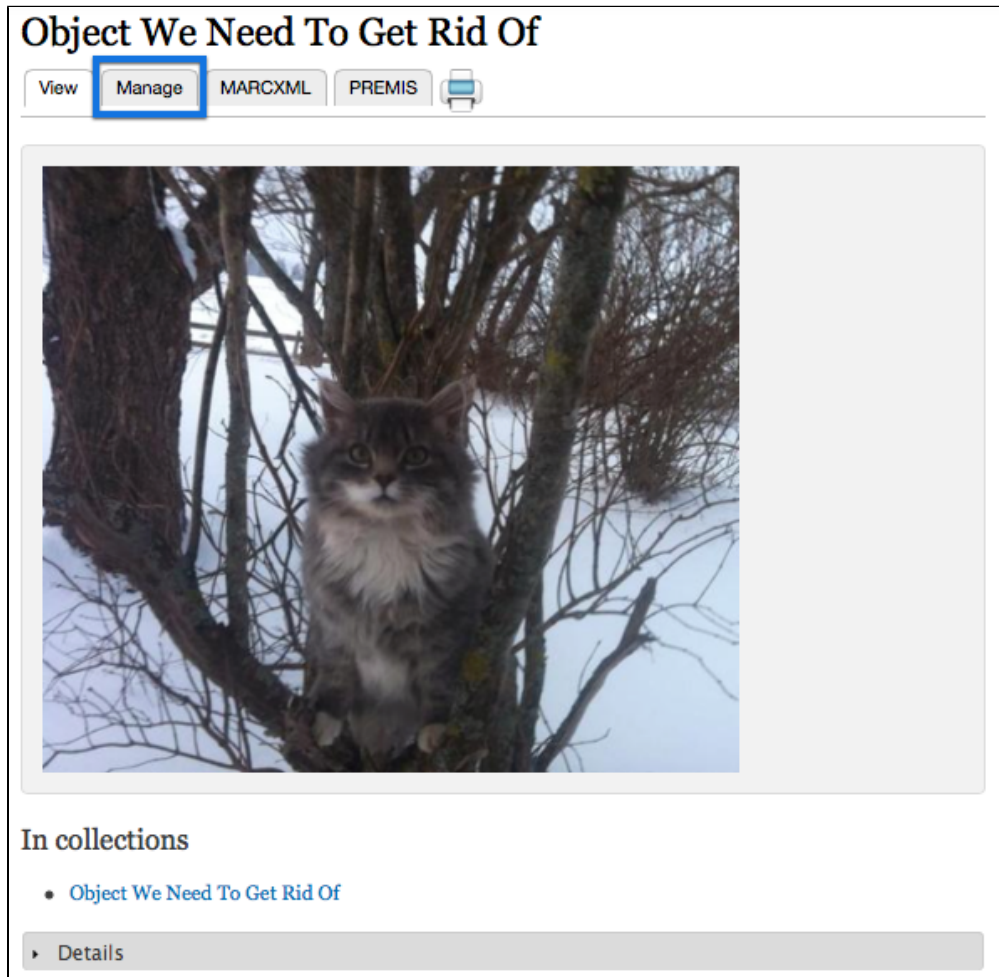 Object We Need To Get Rid Of
View Manage MARCXML PREMIS
In collections
Object We Need To Get Rid Of
Details